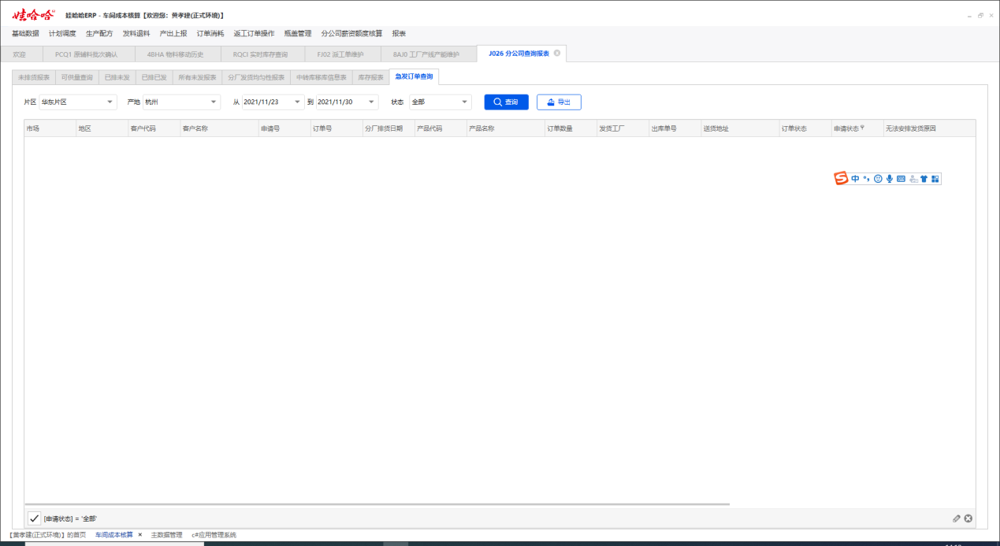 娃哈哈 娃哈哈ERP - 车间成本核算【欢迎您：黄孝建(正式环境)】
基础数据 计划调度 生产配方 发料退料 产出上报 订单消耗 返工订单操作 瓶盖管理 分公司薪资额度核算 报表
欢迎 PCQ1 原辅料批次确认 4BHA 物料移动历史 RQCI 实时库存查询 FJ02 派工单维护 8AJ0 工厂产线产能维护 J026 分公司查询报表
未排货报表 可供量查询 已排未发 已排已发 所有未发报表 分厂发货均匀性报表 中转库移库信息表 库存报表 急发订单查询
片区 华东片区 产地 杭州 从 2021/11/23 到 2021/11/30 状态 全部 查询 导出
市场 地区 客户代码 客户名称 申请号 订单号 分厂排货日期 产品代码 产品名称 订单数量 发货工厂 出库单号 送货地址 订单状态 申请状态 无法安排发货原因
中
[申请状态] = '全部'
【黄孝建(正式环境)】的首页 车间成本核算 × 主数据管理 c#应用管理系统